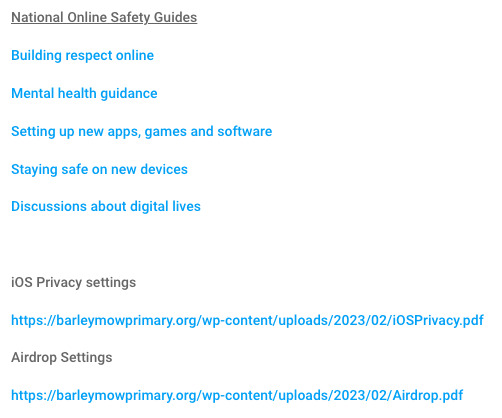 National Online Safety Guides
Building respect online
Mental health guidance
Setting up new apps, games and software
Staying safe on new devices
Discussions about digital lives
iOS Privacy settings
https://barleymowprimary.org/wp-content/uploads/2023/02/iOSPrivacy.pdf
Airdrop Settings
https://barleymowprimary.org/wp-content/uploads/2023/02/Airdrop.pdf